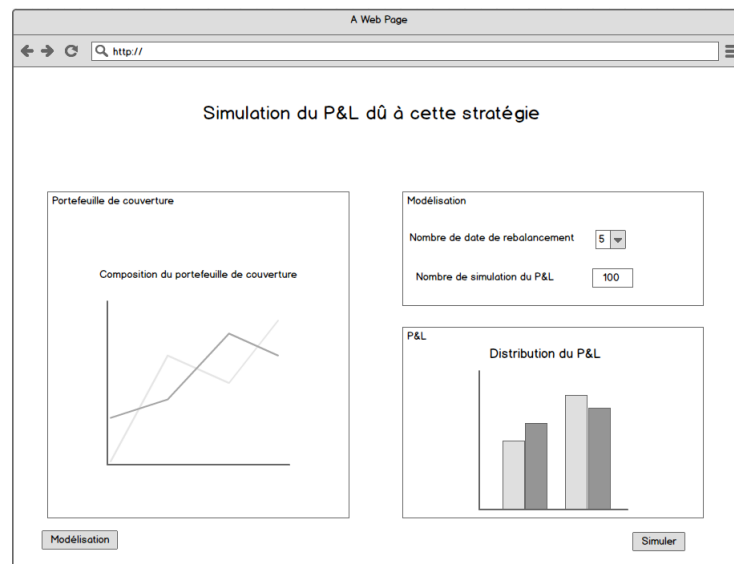 A Web Page
http://
Simulation du P&L dû à cette stratégie
Portefeuille de couverture
Composition du portefeuille de couverture
Modélisation
Nombre de date de rebalancement 5
Nombre de simulation du P&L 100
P&L
Distribution du P&L
Modélisation
Simuler